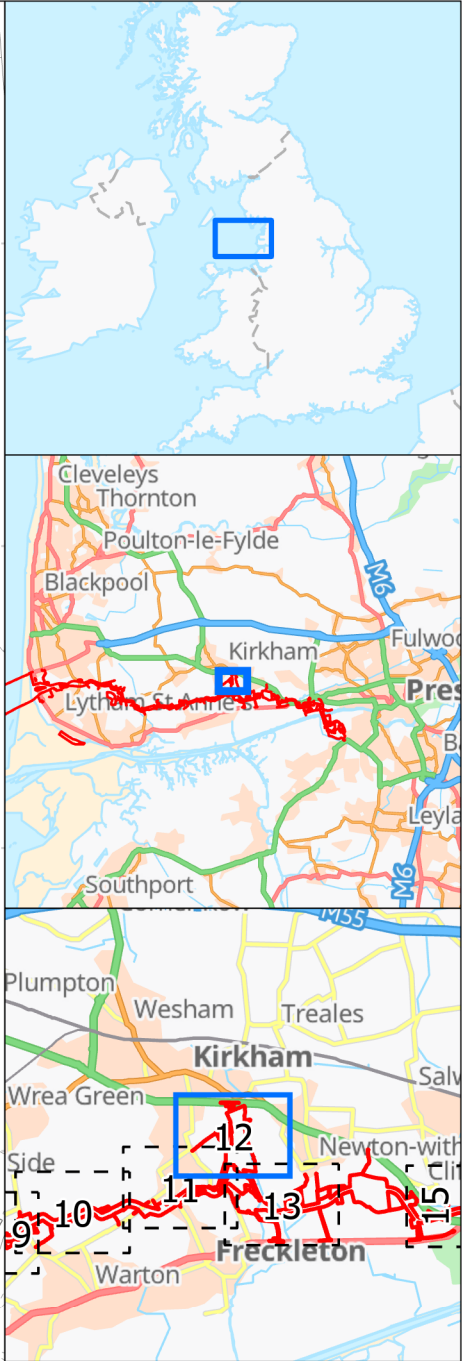 Cleveleys
Thornton
Poulton-le-Fylde
M6
Blackpool
Fulwoo
Kirkham
Pres
Lytham St Anne's
B
Leyla
M6
Southport
M55
Plumpton
Wesham
Treales
Kirkham
Salw
Wrea Green
12
Newton-with
Side
Clif
11
15
10
13
9
Freckleton
Warton